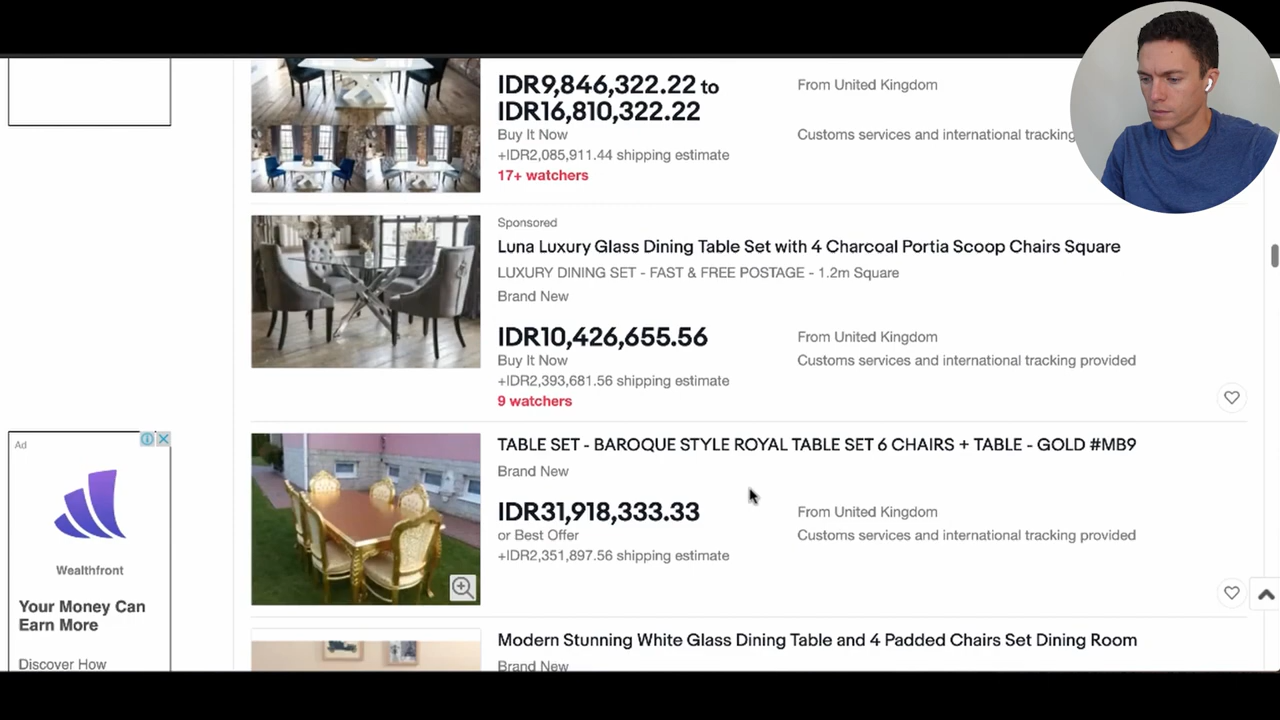 IDR9,846,322.22 to
IDR16,810,322.22
Buy It Now
+IDR2,085,911.44 shipping estimate
17+ watchers
From United Kingdom
Customs services and international tracking
Sponsored
Luna Luxury Glass Dining Table Set with 4 Charcoal Portia Scoop Chairs Square
LUXURY DINING SET - FAST & FREE POSTAGE - 1.2m Square
Brand New
IDR10,426,655.56
Buy It Now
+IDR2,393,681.56 shipping estimate
9 watchers
From United Kingdom
Customs services and international tracking provided
TABLE SET - BAROQUE STYLE ROYAL TABLE SET 6 CHAIRS + TABLE - GOLD #MB9
Brand New
IDR31,918,333.33
or Best Offer
+IDR2,351,897.56 shipping estimate
From United Kingdom
Customs services and international tracking provided
Modern Stunning White Glass Dining Table and 4 Padded Chairs Set Dining Room
Brand New
Ad
Wealthfront
Your Money Can
Earn More
Discover How